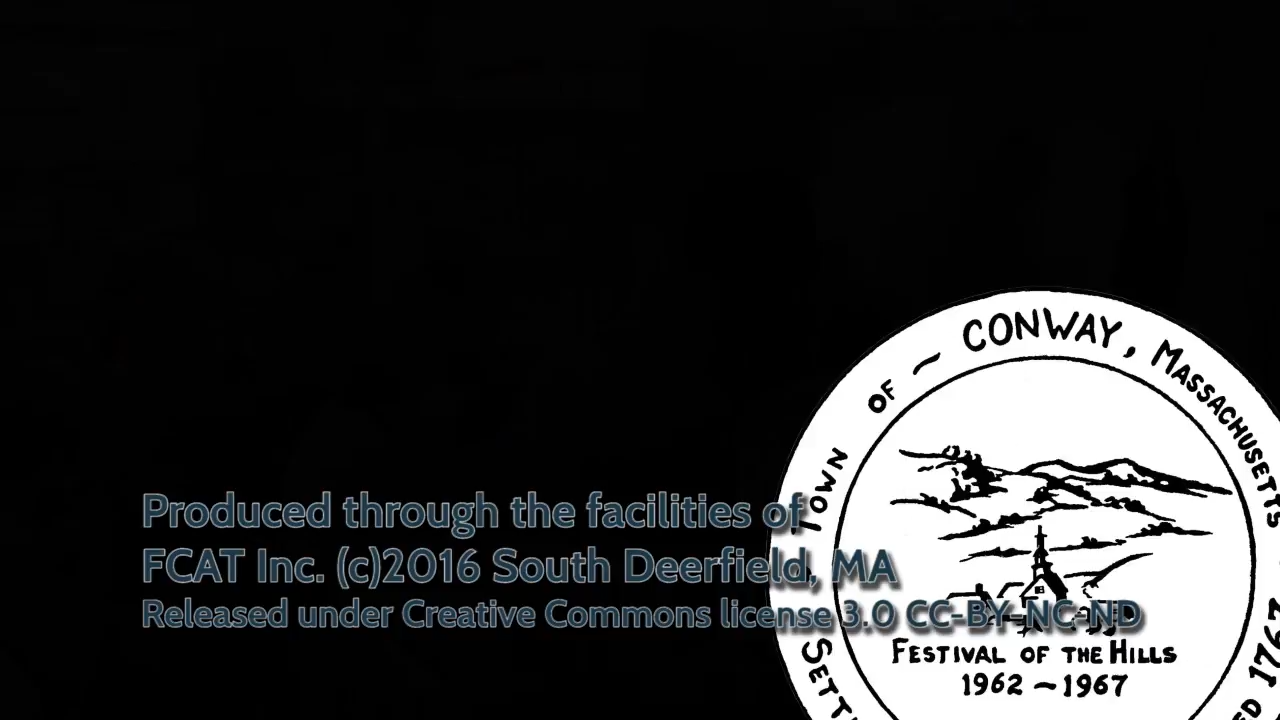 TOWN OF ~ CONWAY, MASSACHUSETTS
Produced through the facilities of
FCAT Inc. (c)2016 South Deerfield, MA
Released under Creative Commons license 3.0 CC-BY-NC-ND
FESTIVAL OF THE HILLS
1962 ~ 1967
1767